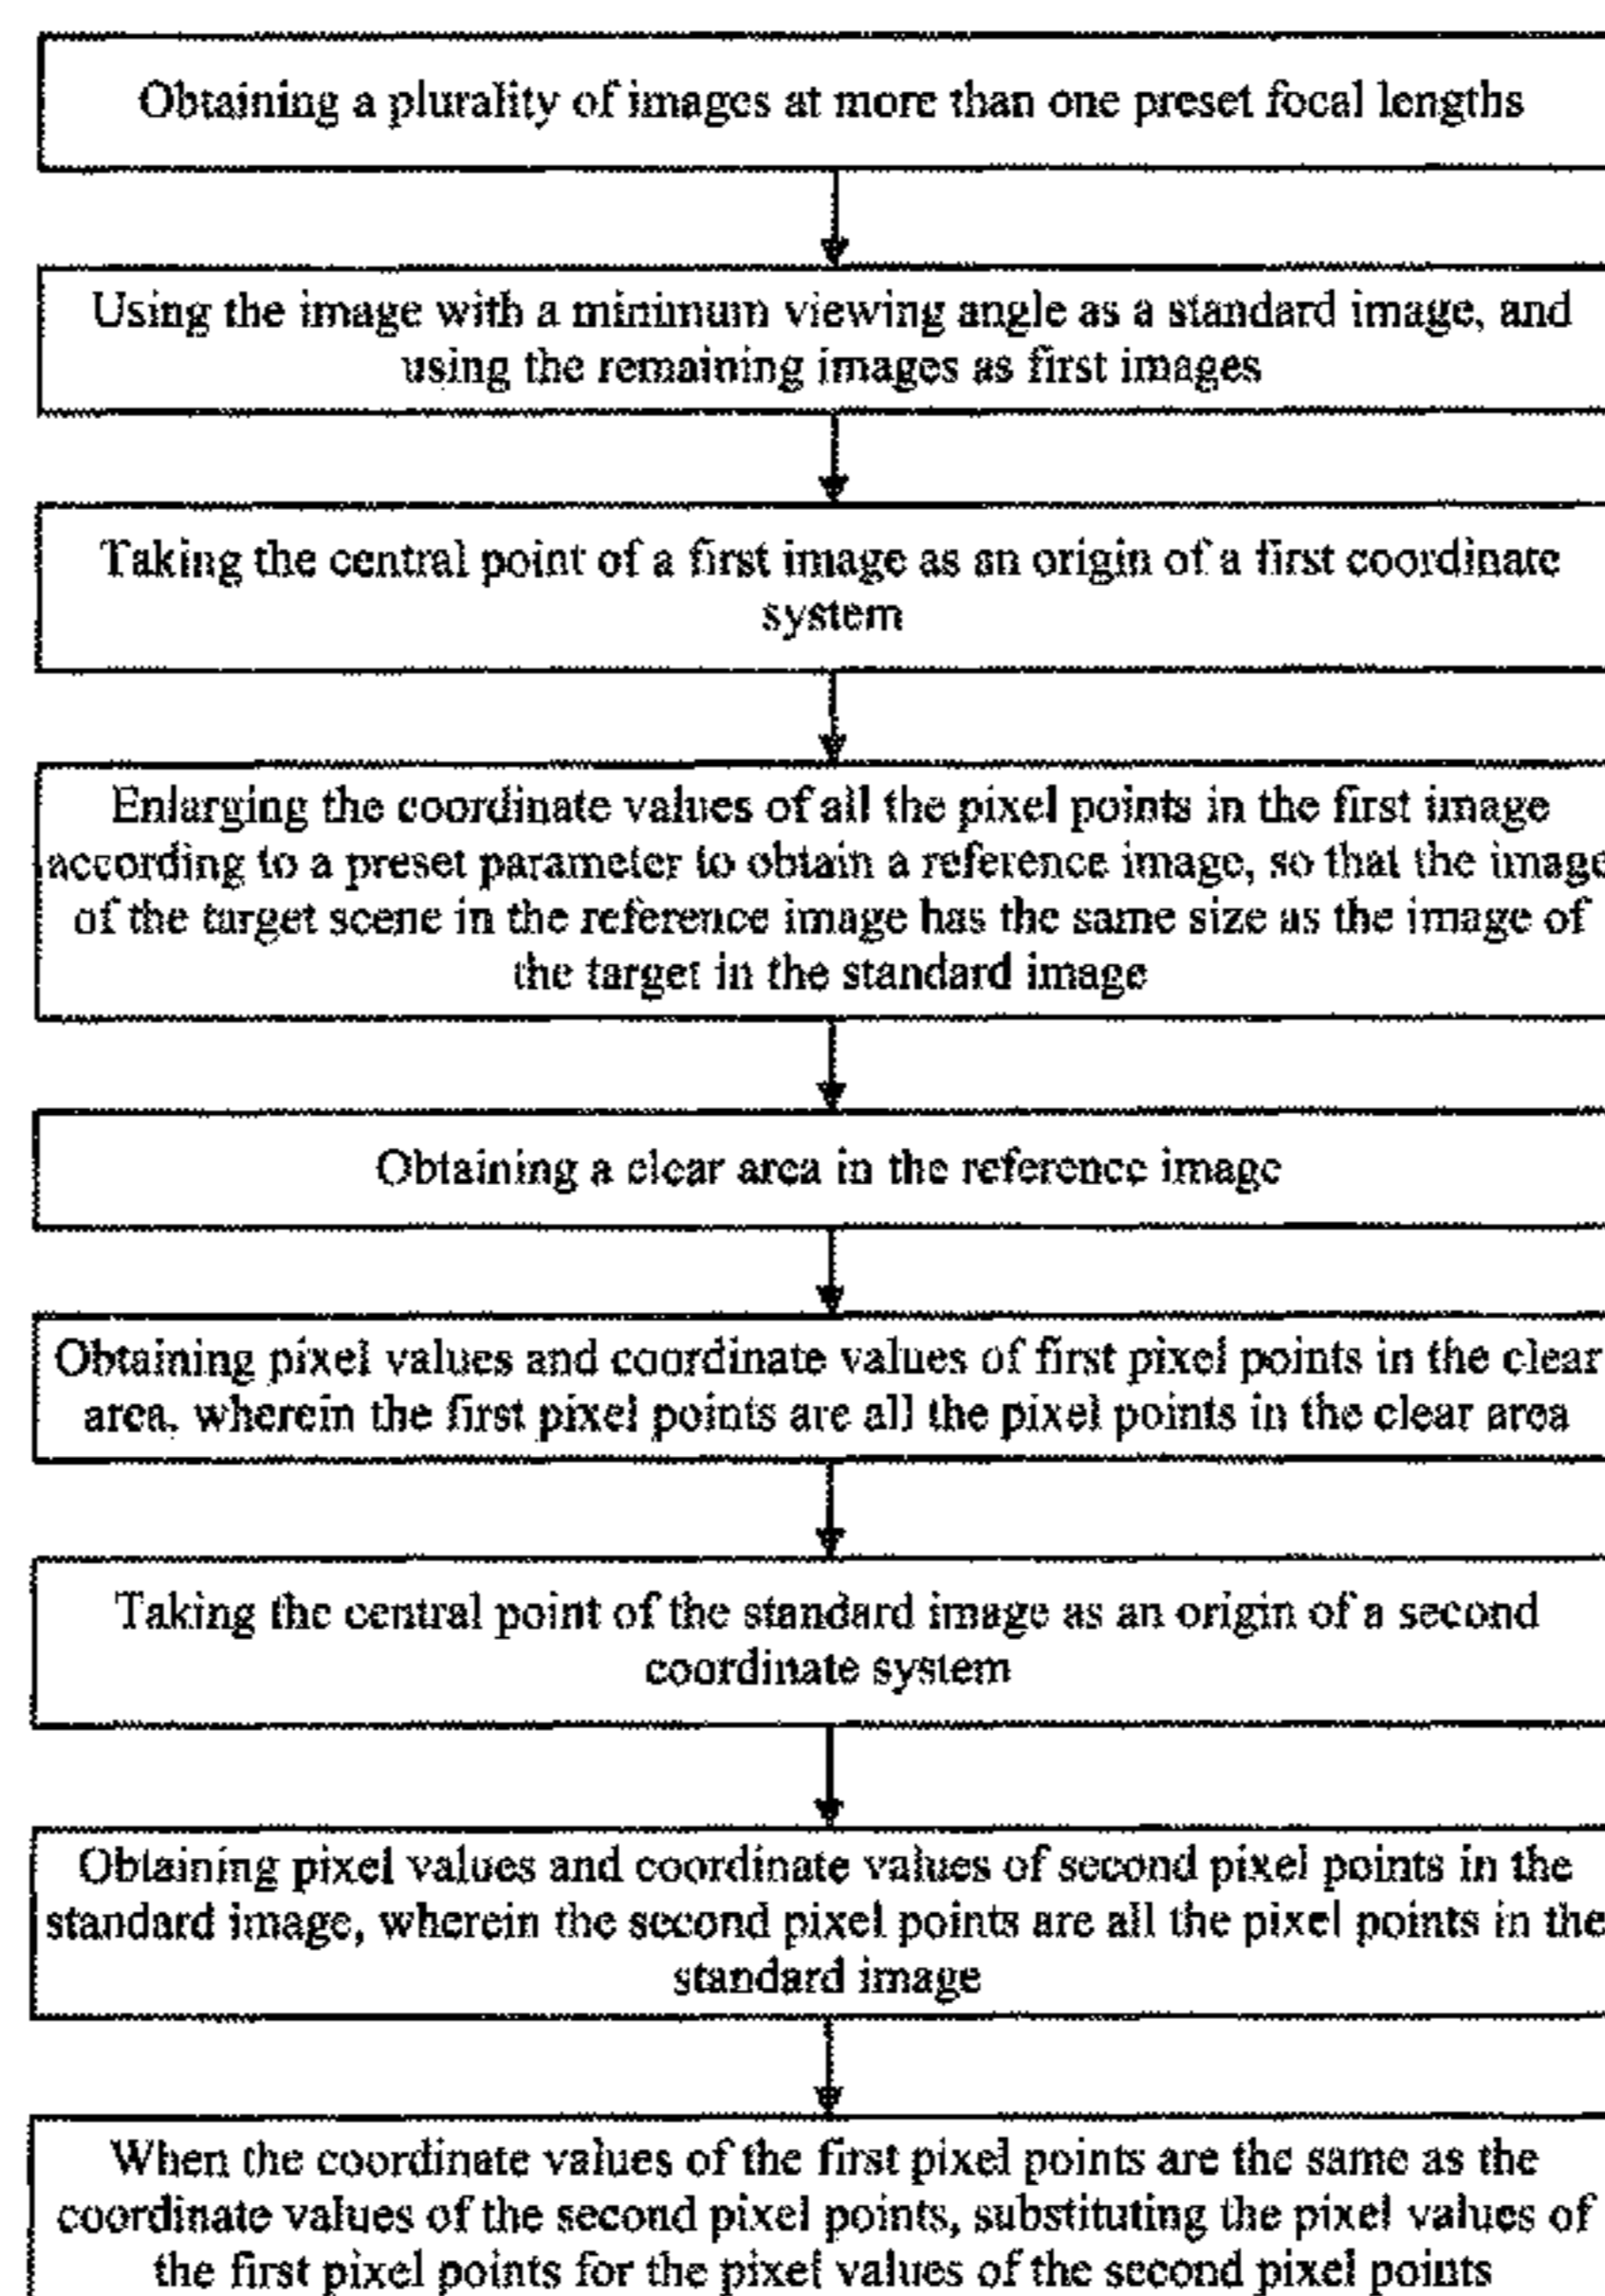 Obtaining a plurality of images at more than one preset focal lengths
Using the image with a minimum viewing angle as a standard image, and
using the remaining images as first images
Taking the central point of a first image as an origin of a first coordinate
system
Enlarging the coordinate values of all the pixel points in the first image
according to a preset parameter to obtain a reference image, so that the image
of the target scene in the reference image has the same size as the image of
the target in the standard image
Obtaining a clear area in the reference image
Obtaining pixel values and coordinate values of first pixel points in the clear
area, wherein the first pixel points are all the pixel points in the clear area
Taking the central point of the standard image as an origin of a second
coordinate system
Obtaining pixel values and coordinate values of second pixel points in the
standard image, wherein the second pixel points are all the pixel points in the
standard image
When the coordinate values of the first pixel points are the same as the
coordinate values of the second pixel points, substituting the pixel values of
the first pixel points for the pixel values of the second pixel points